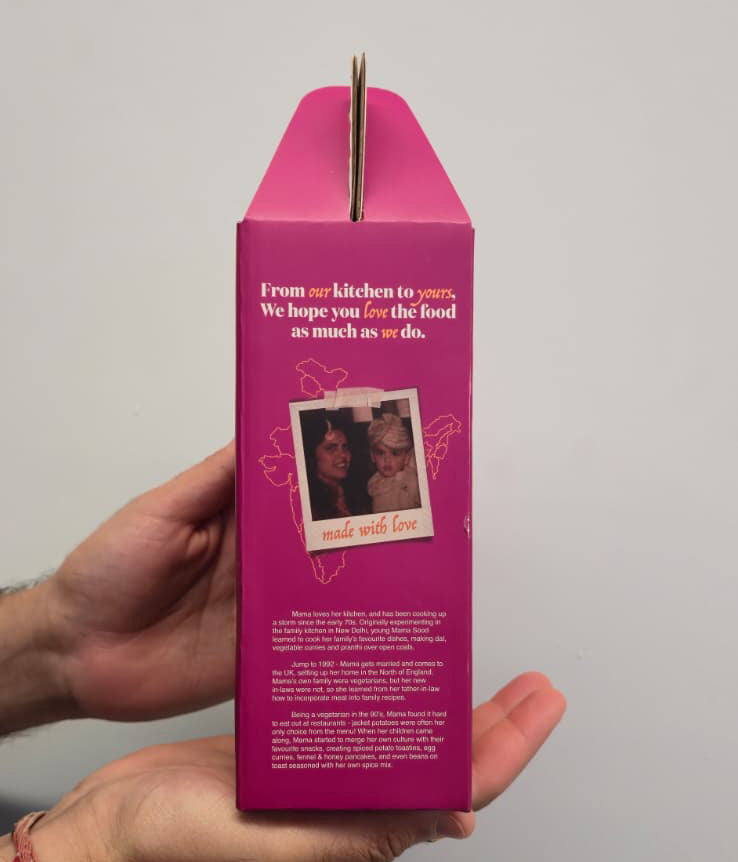 From our kitchen to yours,
We hope you love the food
as much as we do.
made with love
Mama loves her kitchen, and has been cooking up
a storm since the early 70s. Originally experimenting in
the family kitchen in New Delhi, young Mama Soori
learned to cook her family's favourite dishes, making dal,
vegetable curries and pranthi over open coals.
Jump to 1992 - Mama gets married and comes to
the UK, setting up her home in the North of England.
Mama's own family were vegetarians, but her new
in-laws were not, so she learned from her father-in-law
how to incorporate meat into family recipes.
Being a vegetarian in the 90's, Mama found it hard
to eat out at restaurants - jacket potatoes were often her
only choice from the menu! When her children came
along, Mama started to merge her own culture with their
favourite snacks, creating spiced potato toasties, egg
curries, fennel & honey pancakes, and even beans on
toast seasoned with her own spice mix.